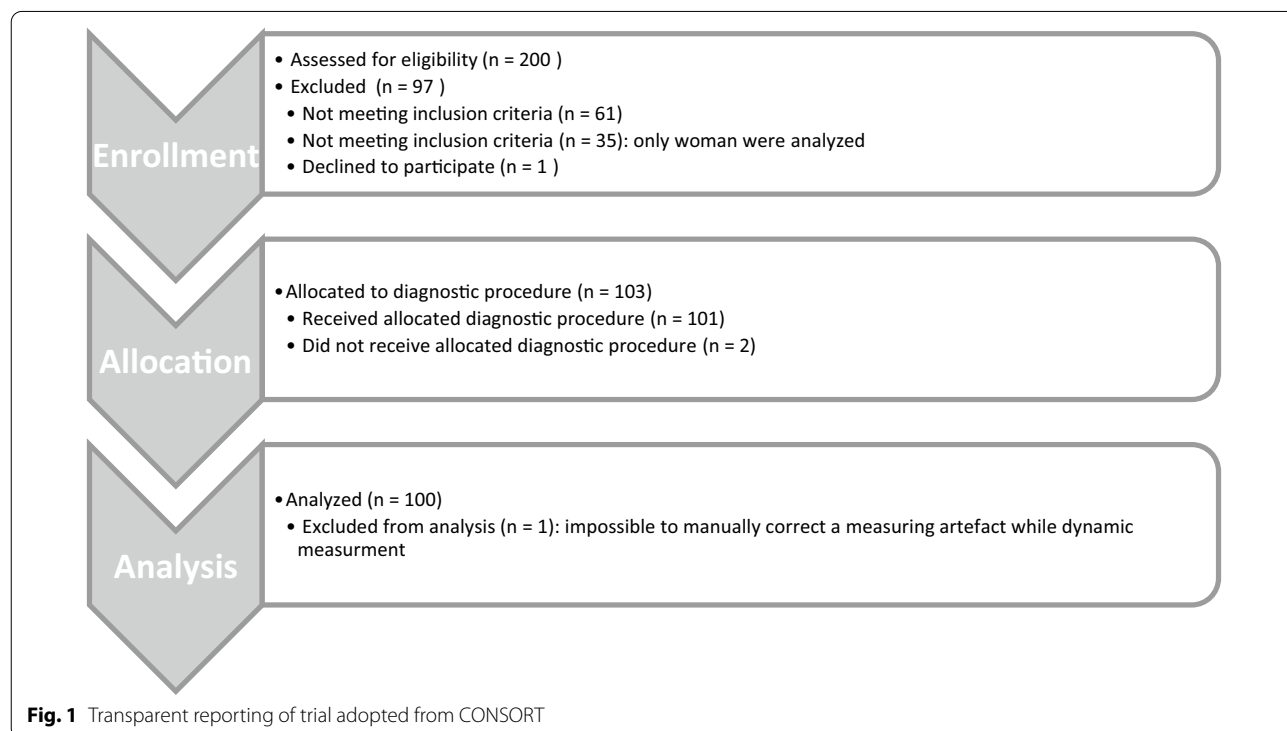 Enrollment
• Assessed for eligibility (n = 200 )
• Excluded (n = 97 )
• Not meeting inclusion criteria (n = 61)
• Not meeting inclusion criteria (n = 35): only woman were analyzed
• Declined to participate (n = 1 )
Allocation
•Allocated to diagnostic procedure (n = 103)
• Received allocated diagnostic procedure (n = 101)
• Did not receive allocated diagnostic procedure (n = 2)
Analysis
•Analyzed (n = 100)
• Excluded from analysis (n = 1): impossible to manually correct a measuring artefact while dynamic
measurment
Fig. 1 Transparent reporting of trial adopted from CONSORT